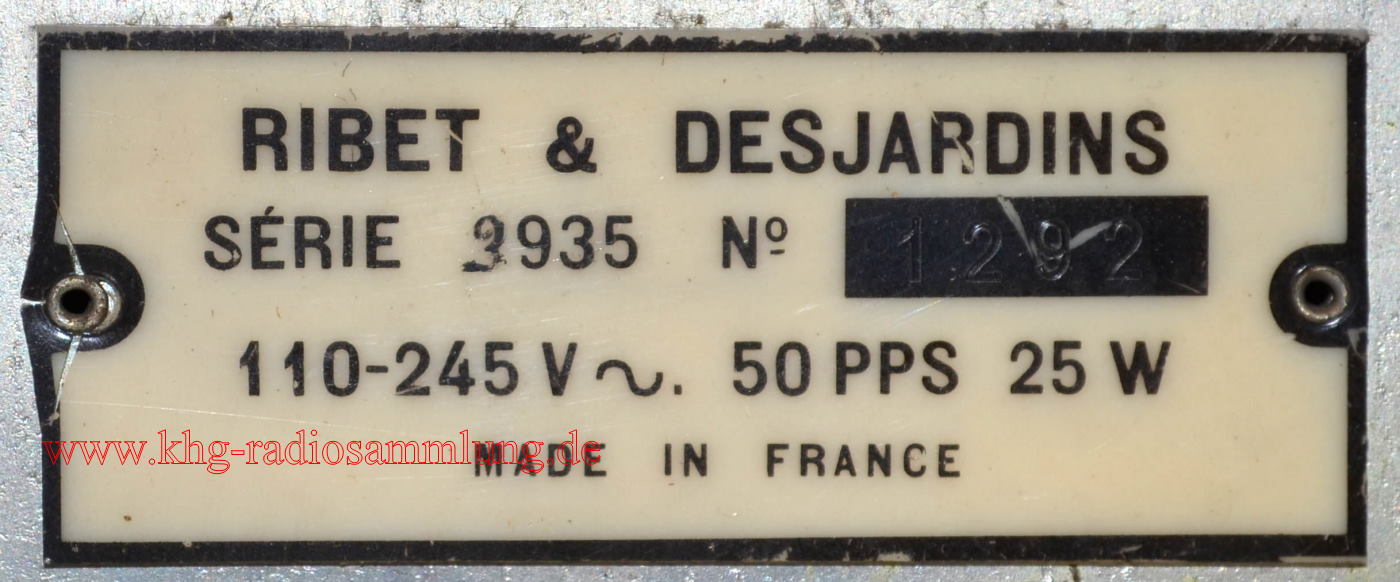 RIBET & DESJARDINS
SÉRIE 3935 Nº 1292
110-245 V ~. 50 PPS 25 W
www.khg-radiosammlung.de
MADE IN FRANCE